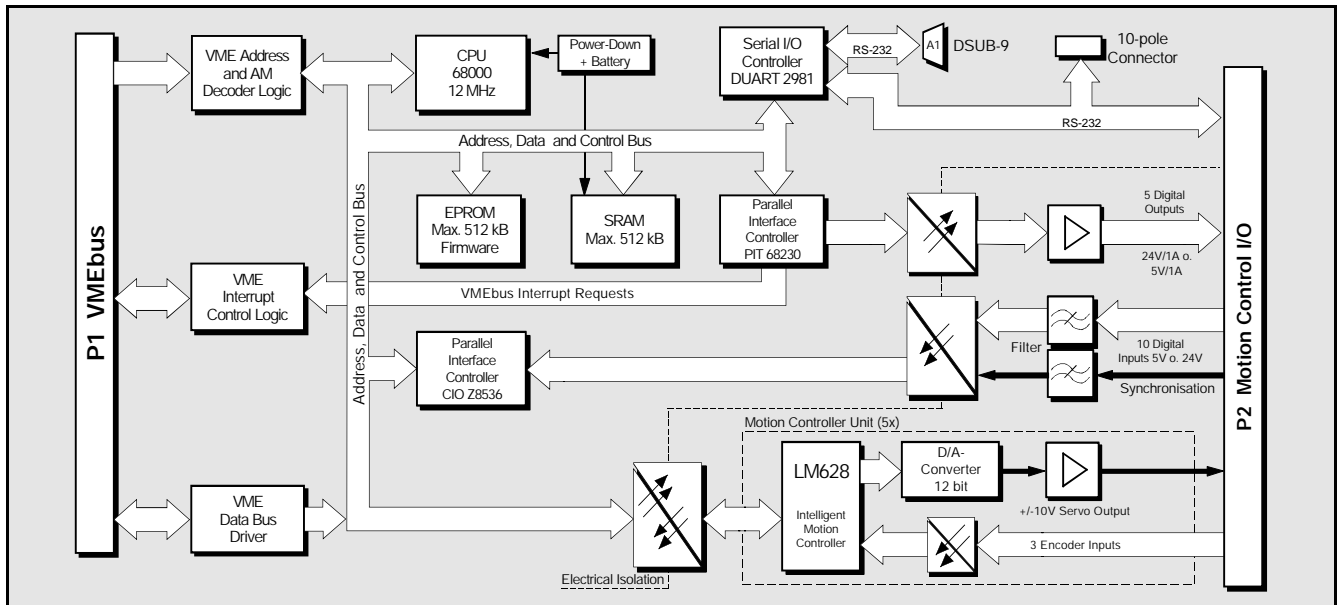 P1 VMEbus
VME Address
and AM
Decoder Logic
CPU
68000
12 MHz
Power-Down
+ Battery
Serial I/O
Controller
DUART 2981
RS-232
A1
DSUB-9
10-pole
Connector
RS-232
Address, Data and Control Bus
Address, Data and Control Bus
EPROM
Max. 512 kB
Firmware
SRAM
Max. 512 kB
Parallel
Interface
Controller
PIT 68230
5 Digital
Outputs
24V/1A o.
5V/1A
P2 Motion Control I/O
VME
Interrupt
Control Logic
VMEbus Interrupt Requests
Parallel
Interface
Controller
CIO Z8536
Filter
10 Digital
Inputs 5V o. 24V
Synchronisation
Motion Controller Unit (5x)
LM628
Intelligent
Motion
Controller
D/A-
Converter
12 bit
+/-10V Servo Output
3 Encoder Inputs
VME
Data Bus
Driver
Electrical Isolation